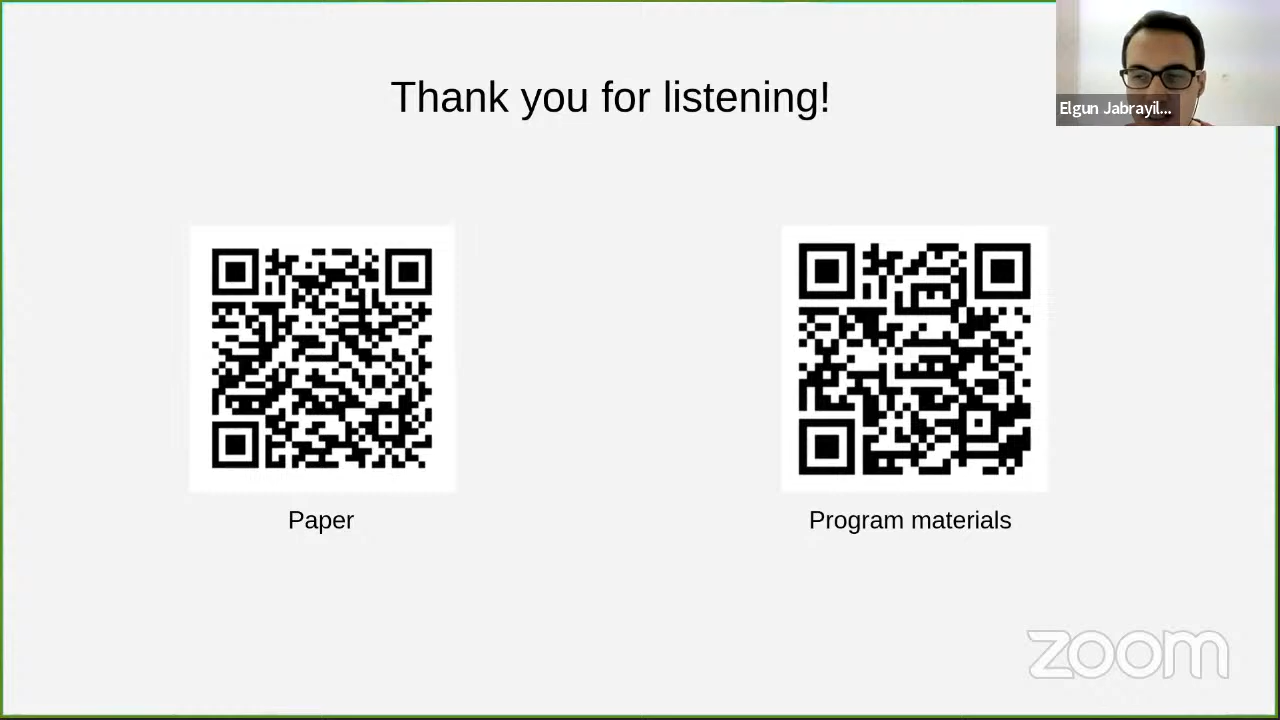 Thank you for listening!
Elgun Jabrayil...
Paper
Program materials
zoom